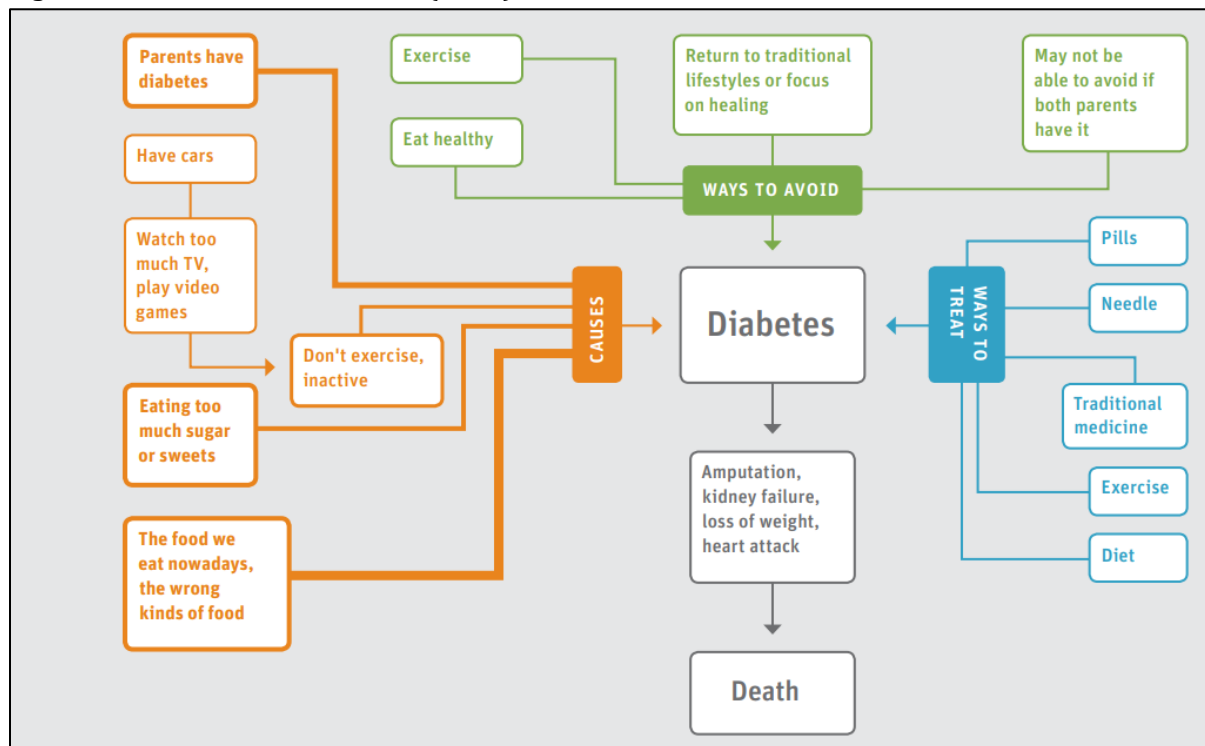 Parents have
diabetes
Exercise
Return to traditional
lifestyles or focus
on healing
May not be
able to avoid if
both parents
have it
Have cars
Eat healthy
WAYS TO AVOID
Watch too
much TV,
play video
games
Don't exercise,
inactive
CAUSES
Diabetes
WAYS TO
TREAT
Pills
Needle
Traditional
medicine
Exercise
Diet
Eating too
much sugar
or sweets
The food we
eat nowadays,
the wrong
kinds of food
Amputation,
kidney failure,
loss of weight,
heart attack
Death